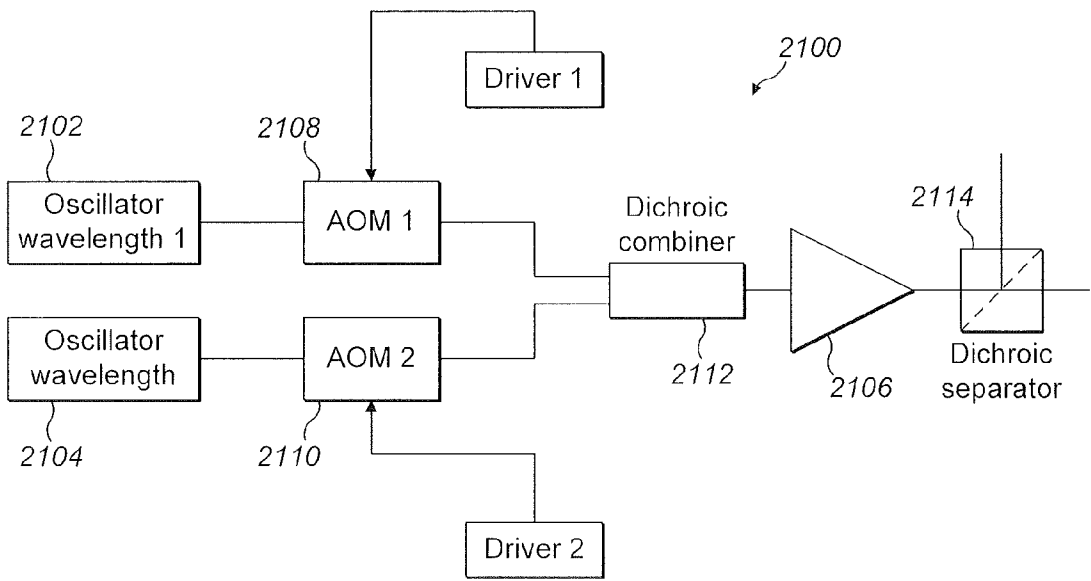 Driver 1
2100
2102
2108
Oscillator
wavelength 1
AOM 1
Dichroic
combiner
2114
Oscillator
wavelength
AOM 2
2112
2106
Dichroic
separator
2104
2110
Driver 2